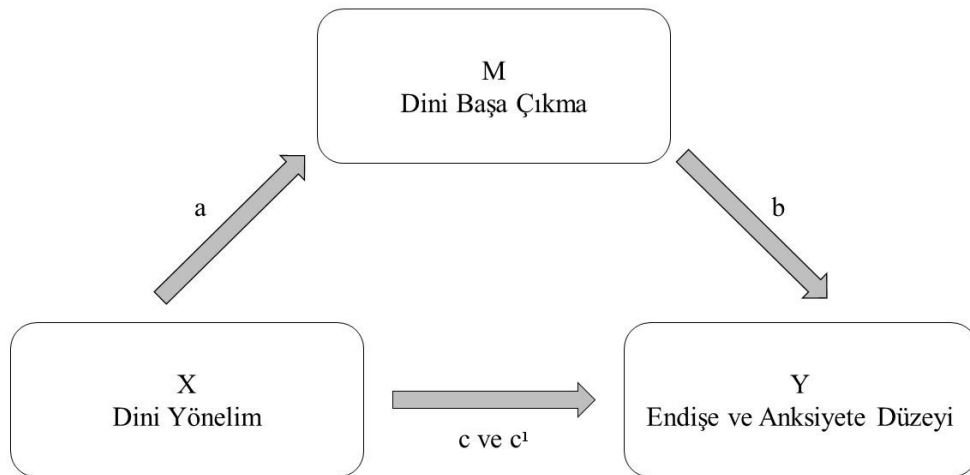 M
Dini Başa Çıkma
a
b
X
Dini Yönelim
c ve c¹
Y
Endişe ve Anksiyete Düzeyi